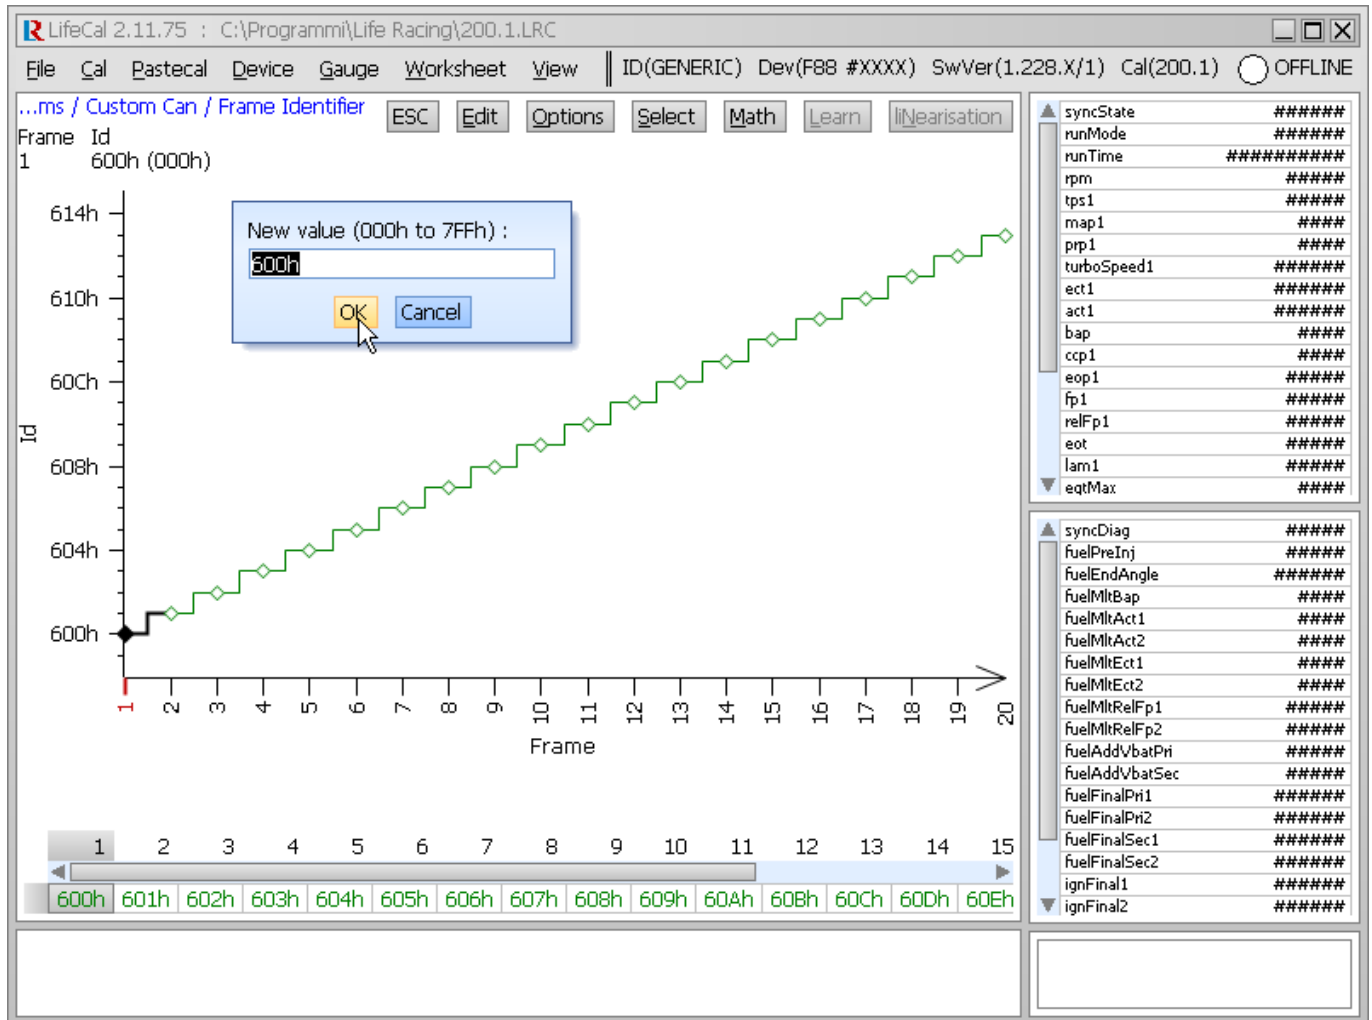 LifeCal 2.11.75 : C:\Programmi\Life Racing\200.1.LRC
File Cal Pastecal Device Gauge Worksheet View ID(GENERIC) Dev(F88 #XXXX) SwVer(1.228.X/1) Cal(200.1) OFFLINE
...ms / Custom Can / Frame Identifier ESC Edit Options Select Math Learn liNearisation
Frame Id
1 600h (000h)
New value (000h to 7FFh) :
600h
OK Cancel
614h
610h
60Ch
608h
604h
600h
Id
1 2 3 4 5 6 7 8 9 10 11 12 13 14 15 16 17 18 19 20
Frame
1 2 3 4 5 6 7 8 9 10 11 12 13 14 15
600h 601h 602h 603h 604h 605h 606h 607h 608h 609h 60Ah 60Bh 60Ch 60Dh 60Eh
syncState ######
runMode ######
runTime ##########
rpm #####
tps1 #####
map1 ####
prp1 ####
turboSpeed1 ######
ect1 ######
act1 ######
bap ####
ccp1 ####
eop1 #####
fp1 #####
relFp1 #####
eot #####
lam1 #####
egtMax ####
syncDiag #####
fuelPreInj #####
fuelEndAngle ######
fuelMltBap ####
fuelMltAct1 ####
fuelMltAct2 ####
fuelMltEct1 ####
fuelMltEct2 ####
fuelMltRelFp1 #####
fuelMltRelFp2 #####
fuelAddVbatPri #####
fuelAddVbatSec #####
fuelFinalPri1 ######
fuelFinalPri2 ######
fuelFinalSec1 ######
fuelFinalSec2 ######
ignFinal1 ######
ignFinal2 ######